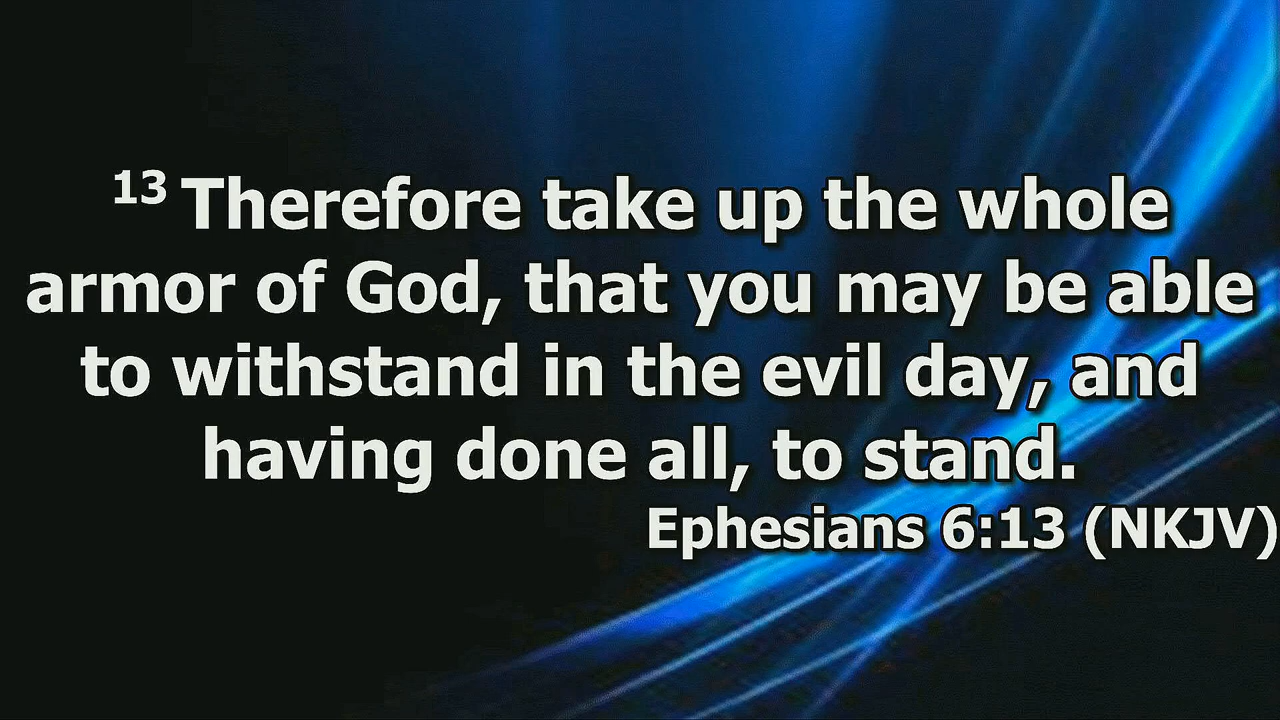 13 Therefore take up the whole
armor of God, that you may be able
to withstand in the evil day, and
having done all, to stand.
Ephesians 6:13 (NKJV)